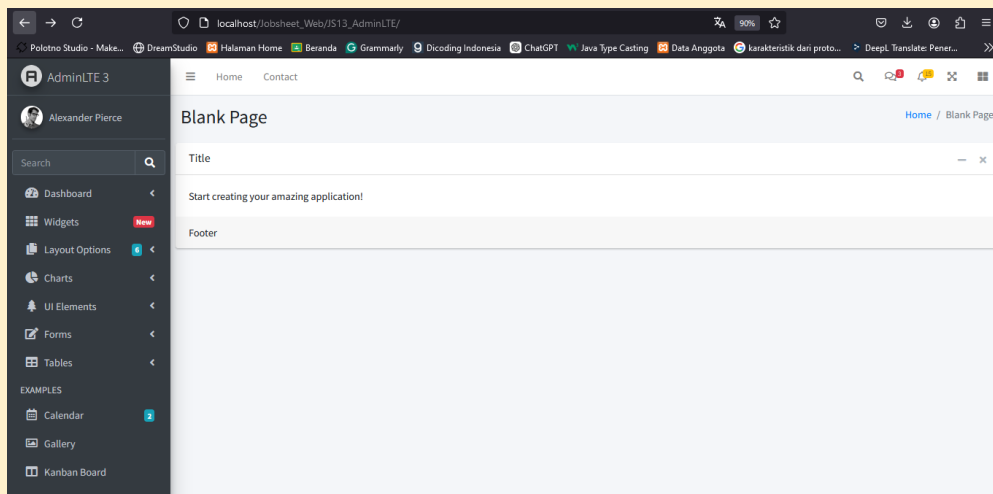 localhost/Jobsheet_Web/JS13_AdminLTE/ 90%
Polotno Studio - Make... DreamStudio Halaman Home Beranda Grammarly Dicoding Indonesia ChatGPT Java Type Casting Data Anggota karakteristik dari proto... DeepL Translate: Pener...
AdminLTE 3
Home Contact 3 15
Alexander Pierce
Blank Page
Home / Blank Page
Search
Title
Start creating your amazing application!
Footer
Dashboard
Widgets New
Layout Options 6
Charts
UI Elements
Forms
Tables
EXAMPLES
Calendar 2
Gallery
Kanban Board